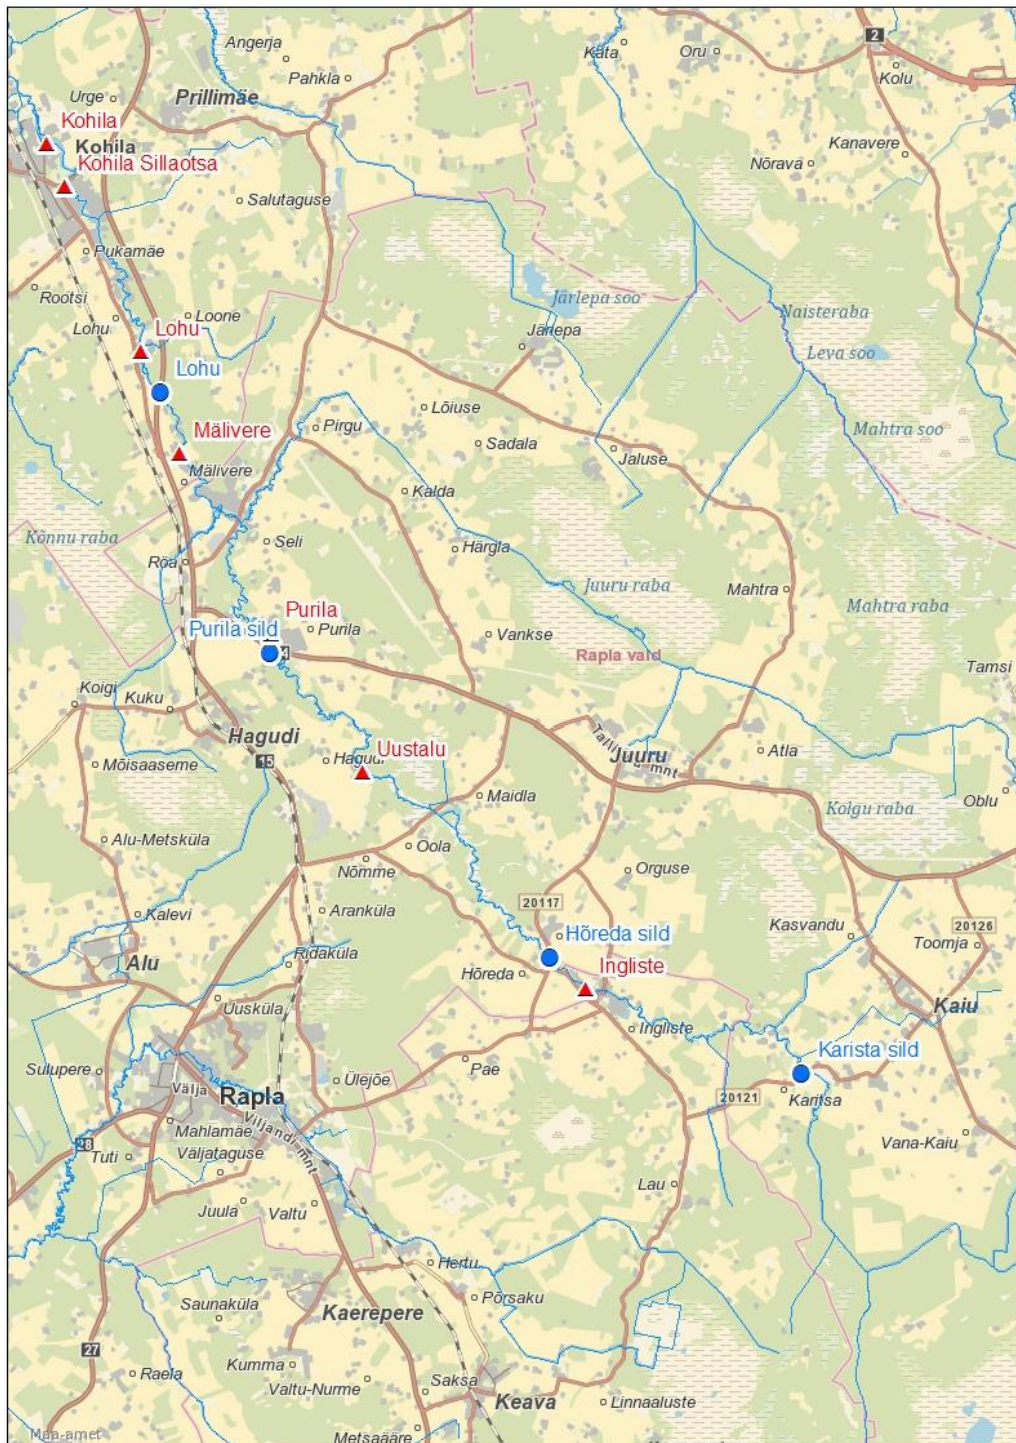 Angerja
Käta
Oru
2
Kolu
Pahkla
Urge
Prillimäe
Kohila
Kohila
Kohila Sillaotsa
Kanavere
Nõrava
Salutaguse
Pukamäe
Rootsi
Järlepa soo
Naisteraba
Lohu
Loone
Lohu
Järlepa
Leva soo
Lohu
Lõiuse
Pirgu
Mahtra soo
Mälivere
Sadala
Jaluse
Mälivere
Kalda
Kõnnu raba
Seli
Härgla
Röa
Juuru raba
Mahtra
Mahtra raba
Purila
Purila sild
Purila
Vankse
Rapla vald
Tamsi
Koigi
Kuku
Hagudi
Tallinna mnt
Uustalu
Atla
Mõisaaseme
15
Hagudi
Juuru
Maidla
Oblu
Kolgu raba
Alu-Metsküla
Oola
Nõmme
Orguse
Kalevi
Aranküla
20117
Kasvandu
20126
Hõreda sild
Toomja
Alu
Ridaküla
Hõreda
Ingliste
Uusküla
Kaiu
Ingliste
Karista sild
Sulupere
Pae
Välja
Rapla
Ülejõe
20121
Karitsa
Mahlamäe
Viljandi mnt
28
Tuti
Väljataguse
Vana-Kaiu
Lau
Juula
Valtu
Hertu
Saunaküla
Põrsaku
Kaerepere
27
Raela
Kumma
Valtu-Nurme
Saksa
Keava
Linnaaluste
Metsaääre
Maa-amet